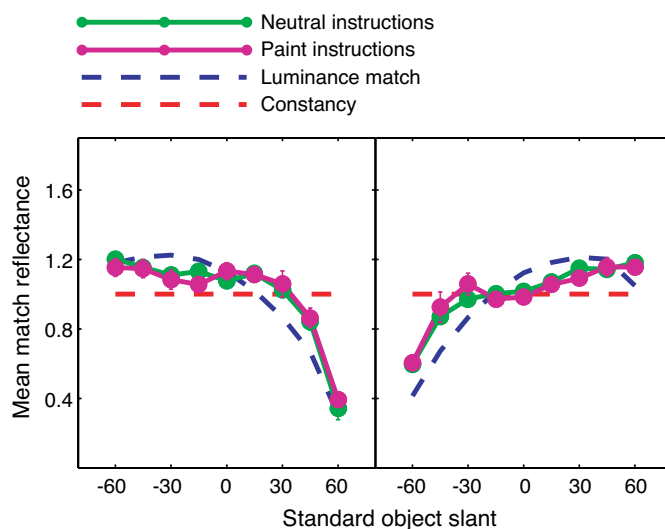 Neutral instructions
Paint instructions
Luminance match
Constancy
Mean match reflectance
1.6
1.2
0.8
0.4
-60 -30 0 30 60 -60 -30 0 30 60
Standard object slant